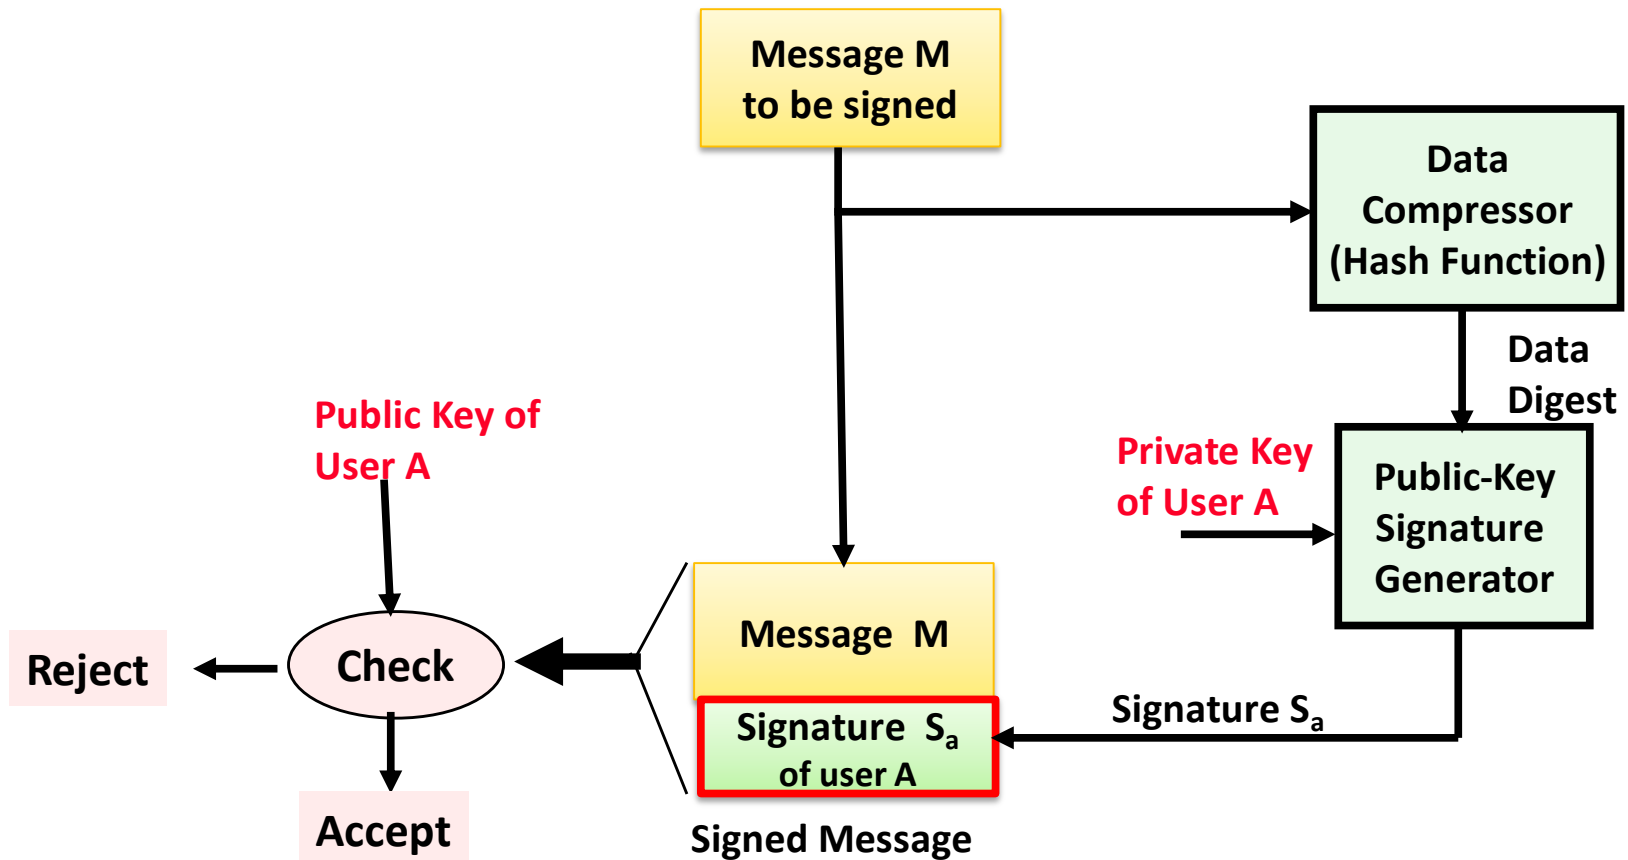 Message M
to be signed
Data
Compressor
(Hash Function)
Data
Digest
Public Key of
User A
Private Key
of User A
Public-Key
Signature
Generator
Message M
Check
Reject
Signature Sₐ
Signature Sₐ
of user A
Accept
Signed Message